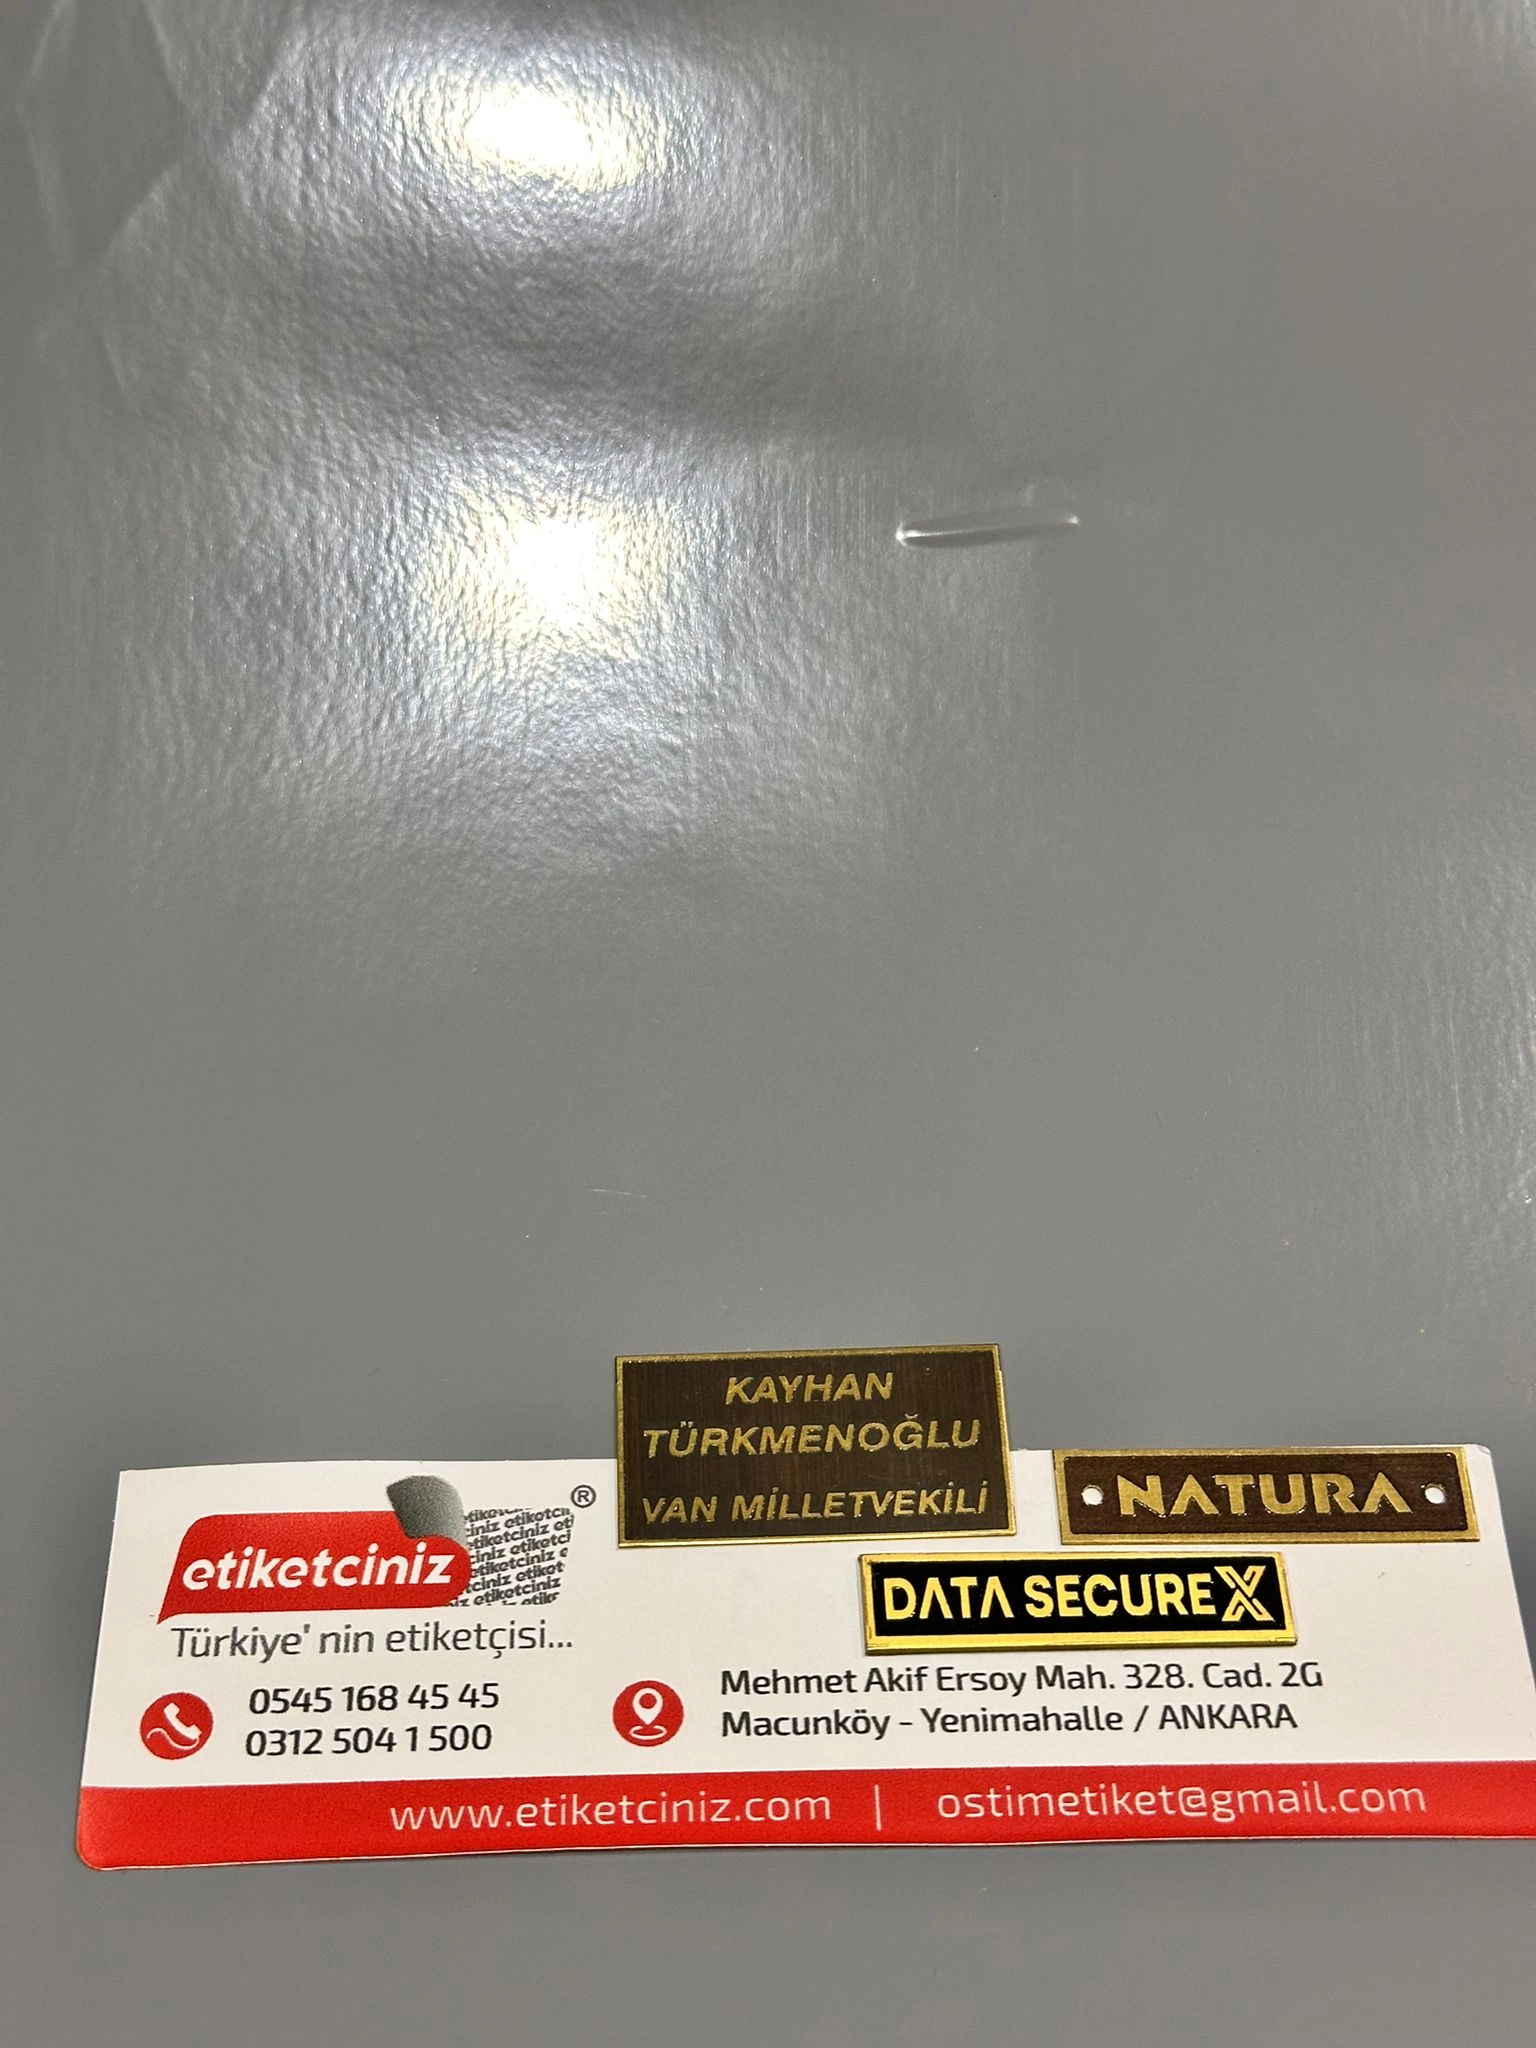 KAYHAN
TÜRKMENOĞLU
VAN MİLLETVEKİLİ
NATURA
DATA SECURE X
etiketciniz
®
Türkiye' nin etiketçisi...
0545 168 45 45
0312 504 1 500
Mehmet Akif Ersoy Mah. 328. Cad. 2G
Macunköy - Yenimahalle / ANKARA
www.etiketciniz.com | ostimetiket@gmail.com